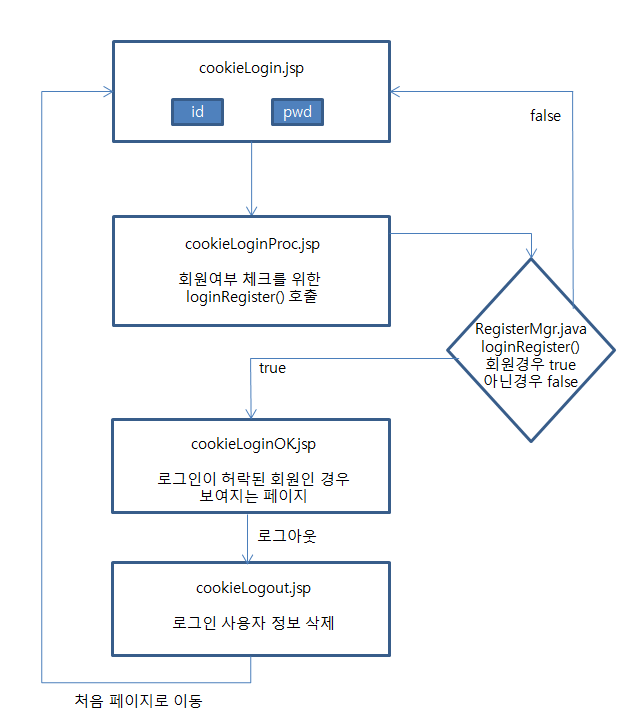 cookieLogin.jsp
id
pwd
false
cookieLoginProc.jsp
회원여부 체크를 위한
loginRegister() 호출
RegisterMgr.java
loginRegister()
회원경우 true
아닌경우 false
true
cookieLoginOK.jsp
로그인이 허락된 회원인 경우
보여지는 페이지
로그아웃
cookieLogout.jsp
로그인 사용자 정보 삭제
처음 페이지로 이동